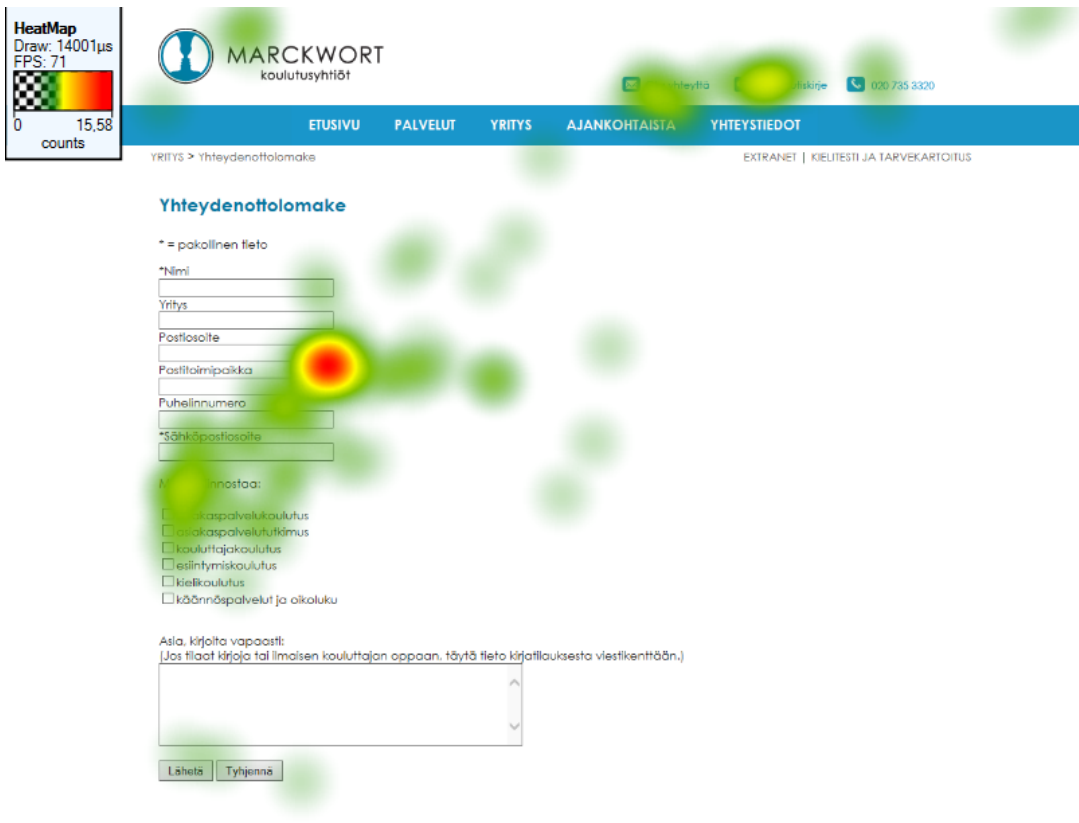 HeatMap
Draw: 14001µs
FPS: 71
0 15,58
counts
MARCKWORT
koulutusyhtiöt
020 735 3320
ETUSIVU PALVELUT YRITYS AJANKOHTAISTA YHTEYSTIEDOT
YRITYS > Yhteydenottolomake
EXTRANET | KIELITESTI JA TARVEKARTOITUS
Yhteydenottolomake
* = pakollinen tieto
*Nimi
Yritys
Postiosoite
Postitoimipaikka
Puhelinnumero
*Sähköpostiosoite
asiakaspalvelukoulutus
asiakaspalvelututkimus
kouluttajakoulutus
esiintymiskoulutus
kielikoulutus
käännöspalvelut ja oikoluku
Asia, kirjoita vapaasti:
(Jos tilaat kirjoja tai ilmaisen kouluttajan oppaan, täytä tieto kirjatilauksesta viestikenttään.)
Lähetä Tyhjennä